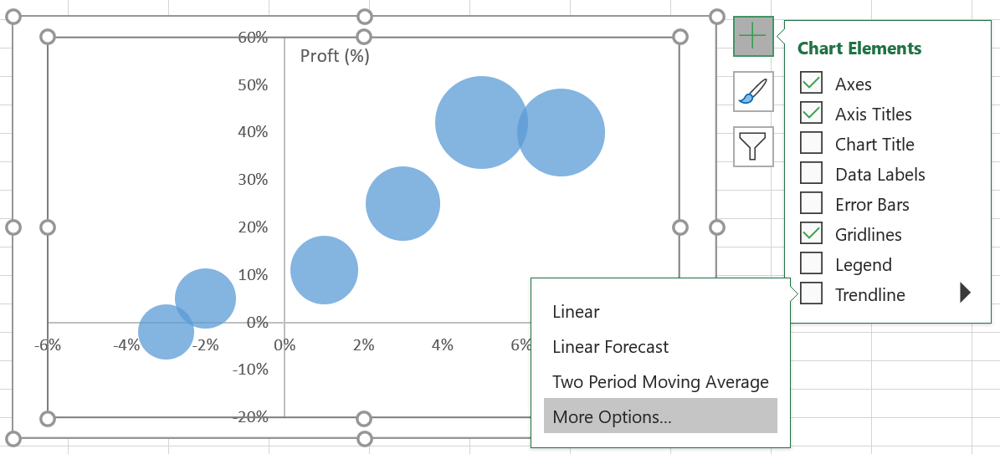 60%
Proft (%)
50%
40%
30%
20%
10%
0%
-6% -4% -2% 0% 2% 4% 6%
-10%
-20%
Chart Elements
Axes
Axis Titles
Chart Title
Data Labels
Error Bars
Gridlines
Legend
Trendline
Linear
Linear Forecast
Two Period Moving Average
More Options...